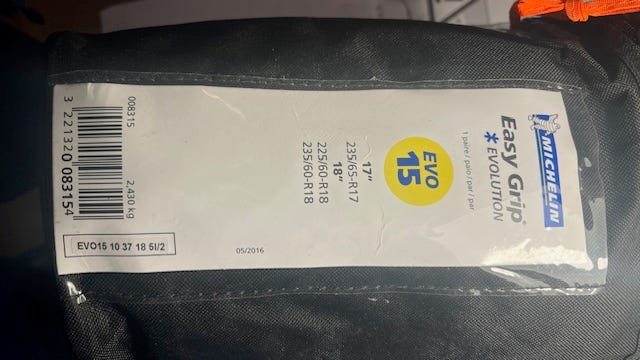 MICHELIN
Easy Grip®
* EVOLUTION
1 paire / paio / par / par
EVO
15
17"
235/65-R17
18"
225/60-R18
235/60-R18
008315
2,430 kg
3 221320 083154
05/2016
EVO15 10 37 18 5I/2